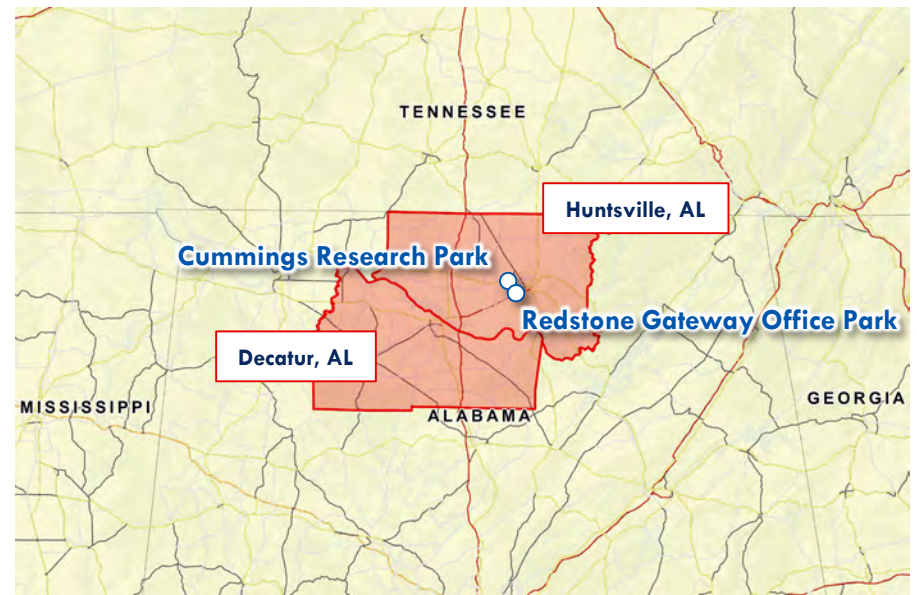 TENNESSEE
Huntsville, AL
Cummings Research Park
Redstone Gateway Office Park
Decatur, AL
MISSISSIPPI
ALABAMA
GEORGIA